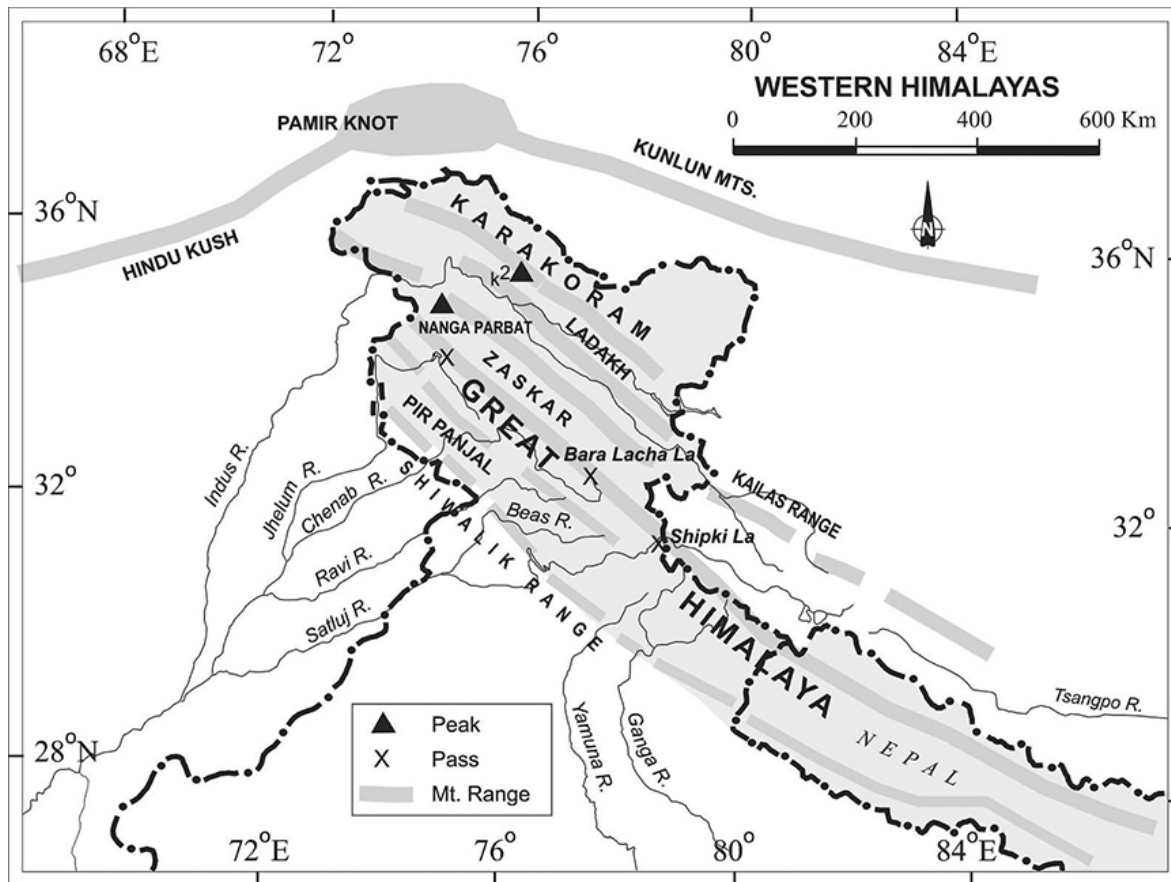 68°E 72° 76° 80° 84°E
WESTERN HIMALAYAS
0 200 400 600 Km
PAMIR KNOT
KUNLUN MTS.
36°N
HINDU KUSH
KARAKORAM
N
36°N
k2
NANGA PARBAT
LADAKH
ZASKAR
GREAT
PIR PANJAL
Bara Lacha La
32°
Indus R.
Jhelum R.
Chenab R.
SHIWALIK RANGE
Beas R.
KAILAS RANGE
32°
Shipki La
Ravi R.
Satluj R.
HIMALAYA
Tsangpo R.
Peak
Pass
Mt. Range
Yamuna R.
Ganga R.
NEPAL
28°N
72°E 76° 80° 84°E